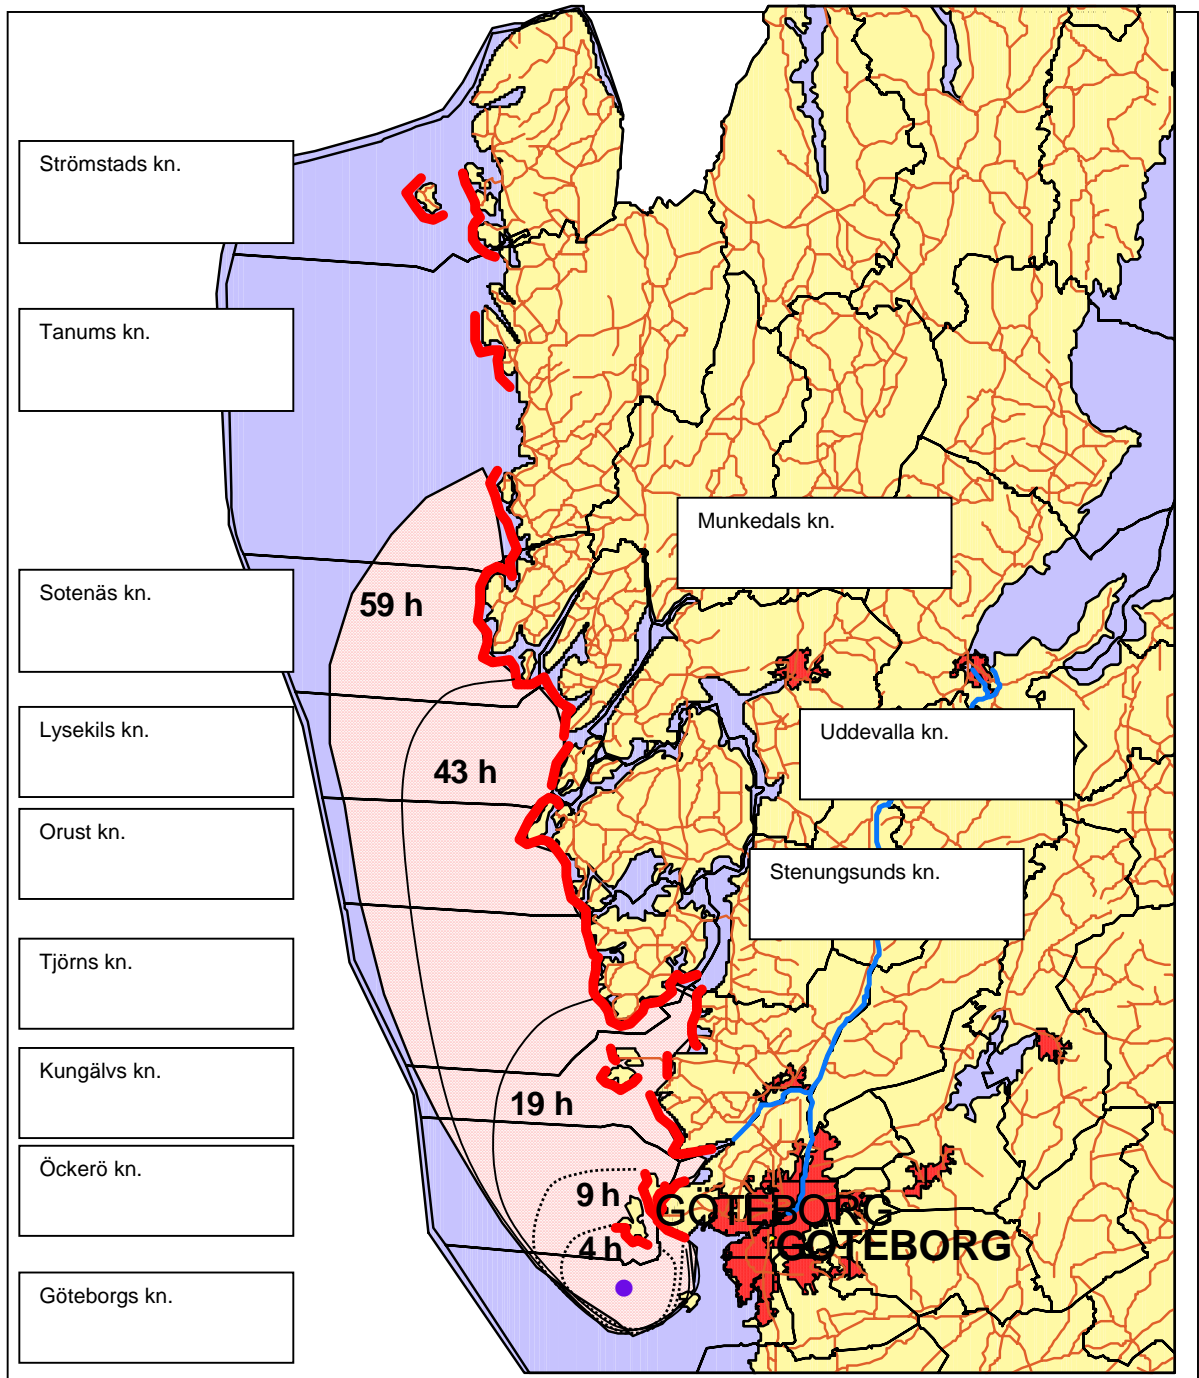 Strömstads kn.
Tanums kn.
Munkedals kn.
Sotenäs kn.
59 h
Lysekils kn.
Uddevalla kn.
43 h
Orust kn.
Stenungsunds kn.
Tjörns kn.
Kungälvs kn.
19 h
Öckerö kn.
9 h
GÖTEBORG
4 h
GÖTEBORG
Göteborgs kn.